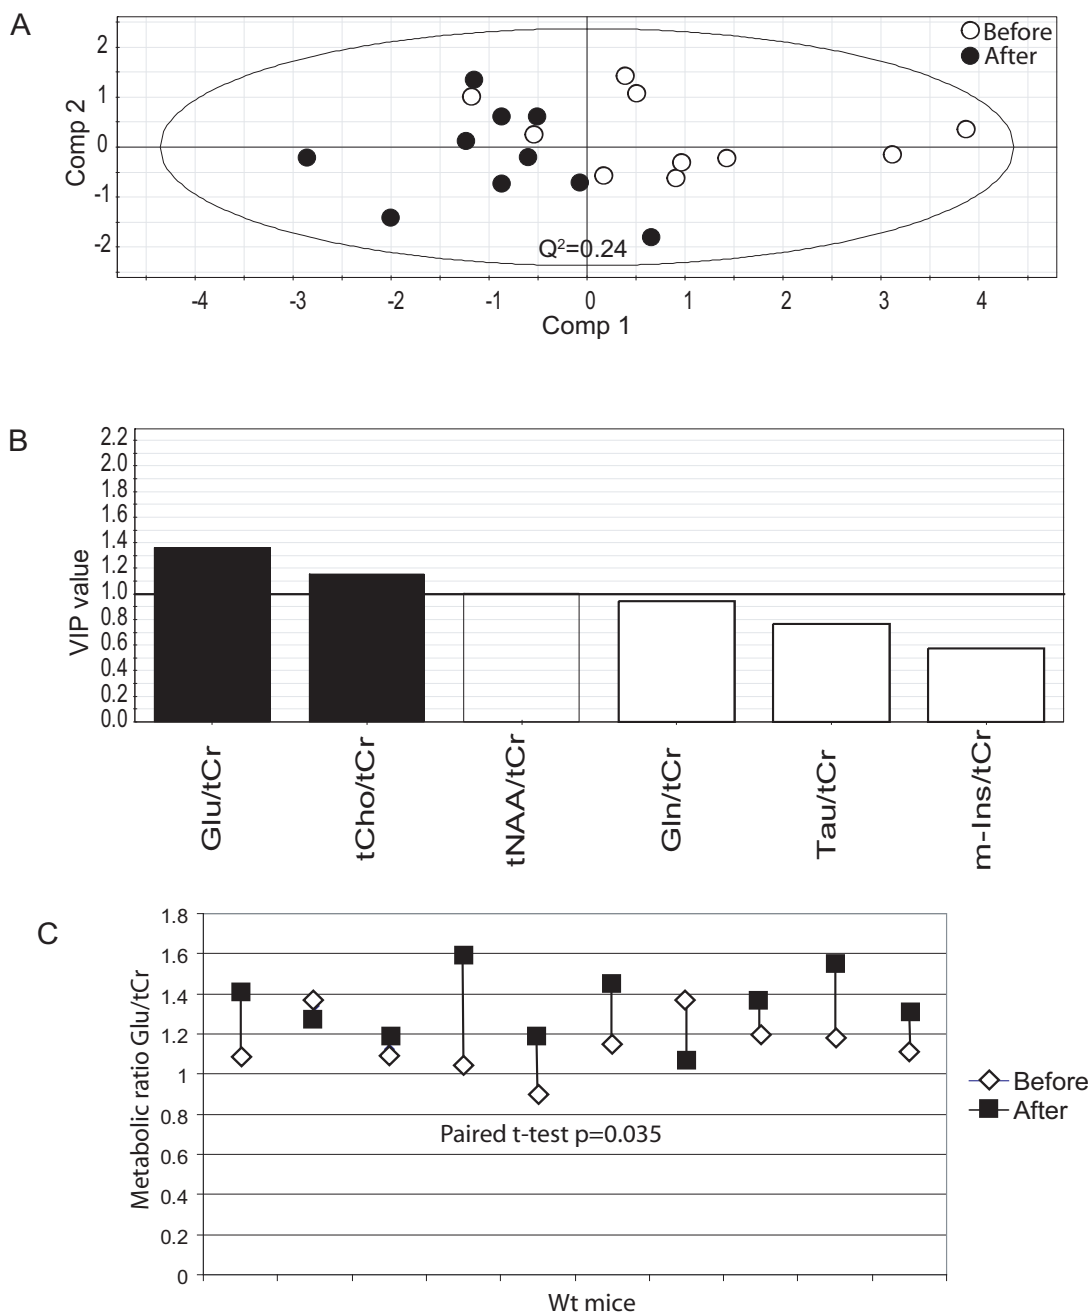 A
Before
After
Comp 2
2
1
0
-1
-2
Q²=0.24
-4 -3 -2 -1 0 1 2 3 4
Comp 1
B
VIP value
2.2
2.0
1.8
1.6
1.4
1.2
1.0
0.8
0.6
0.4
0.2
0.0
Glu/tCr
tCho/tCr
tNAA/tCr
Gln/tCr
Tau/tCr
m-Ins/tCr
C
Metabolic ratio Glu/tCr
1.8
1.6
1.4
1.2
1
0.8
0.6
0.4
0.2
0
Paired t-test p=0.035
Before
After
Wt mice